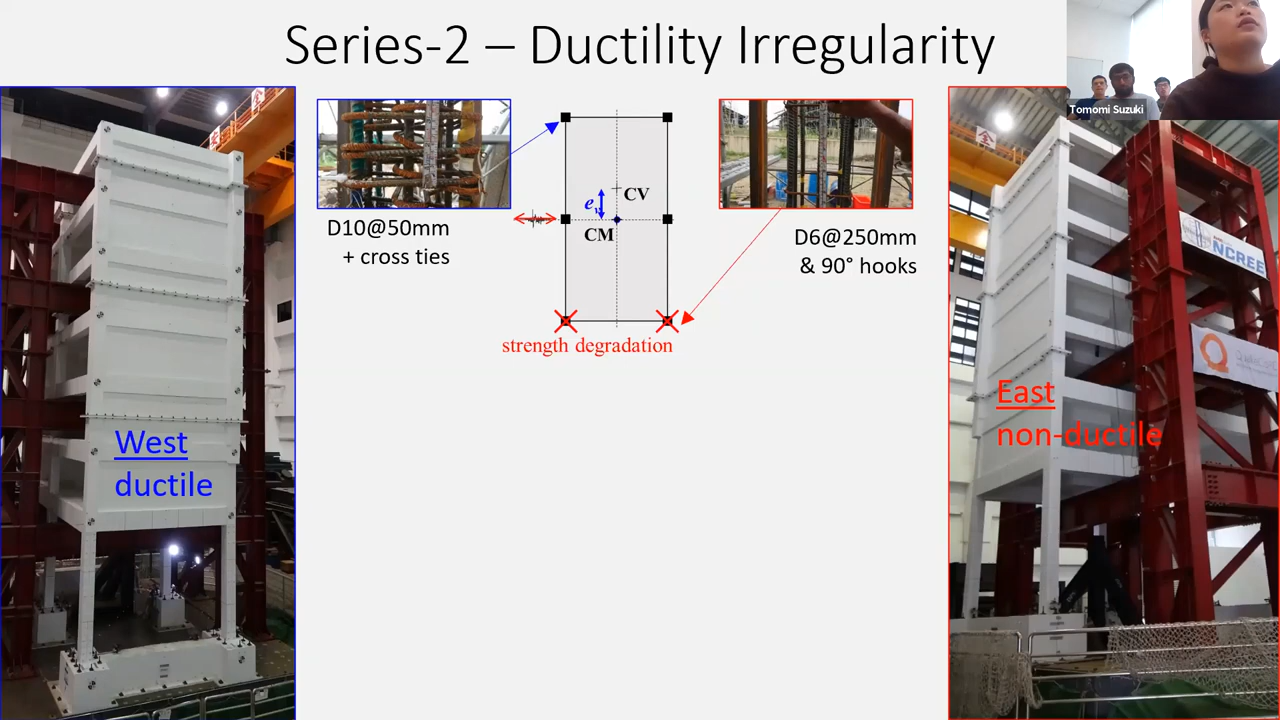 Series-2 – Ductility Irregularity
Tomomi Suzuki
D10@50mm
+ cross ties
CV
CM
strength degradation
D6@250mm
& 90° hooks
West
ductile
East
non-ductile
NCREE